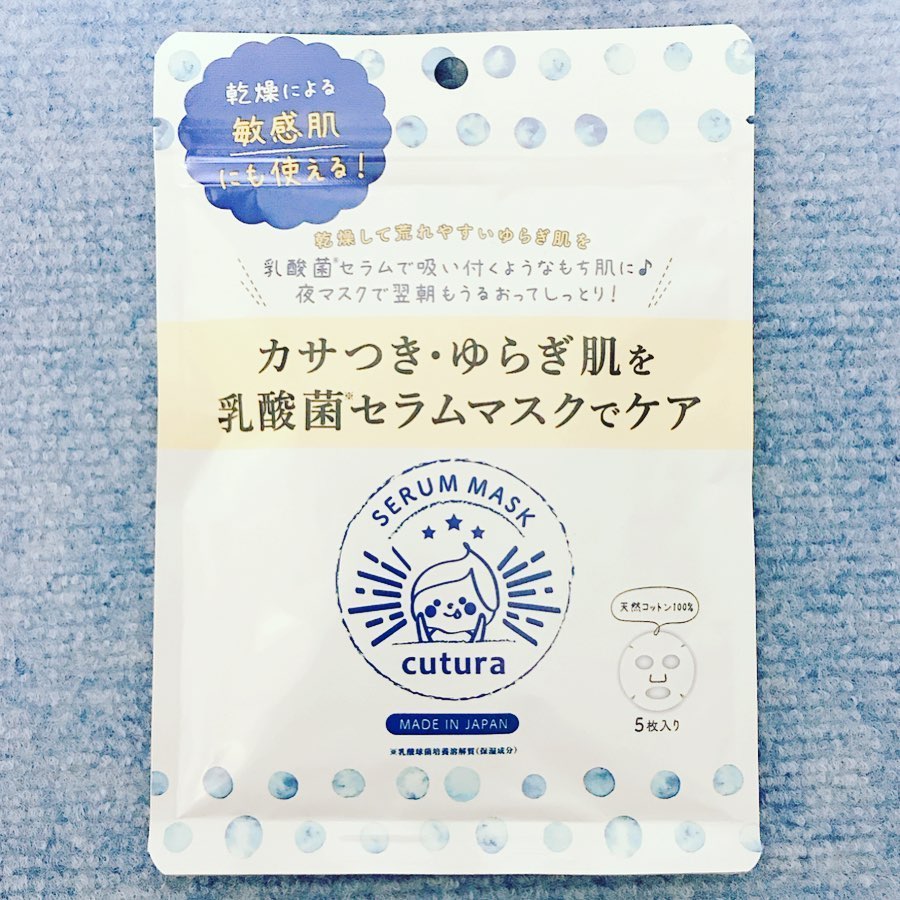 乾燥による
敏感肌
にも使える!
乾燥して荒れやすいゆらぎ肌を
乳酸菌※セラムで吸い付くようなもち肌に♪
夜マスクで翌朝もうるおってしっとり!
カサつき・ゆらぎ肌を
乳酸菌※セラムマスクでケア
SERUM MASK
cutura
MADE IN JAPAN
※乳酸球菌培養溶解質(保湿成分)
天然コットン100%
5枚入り